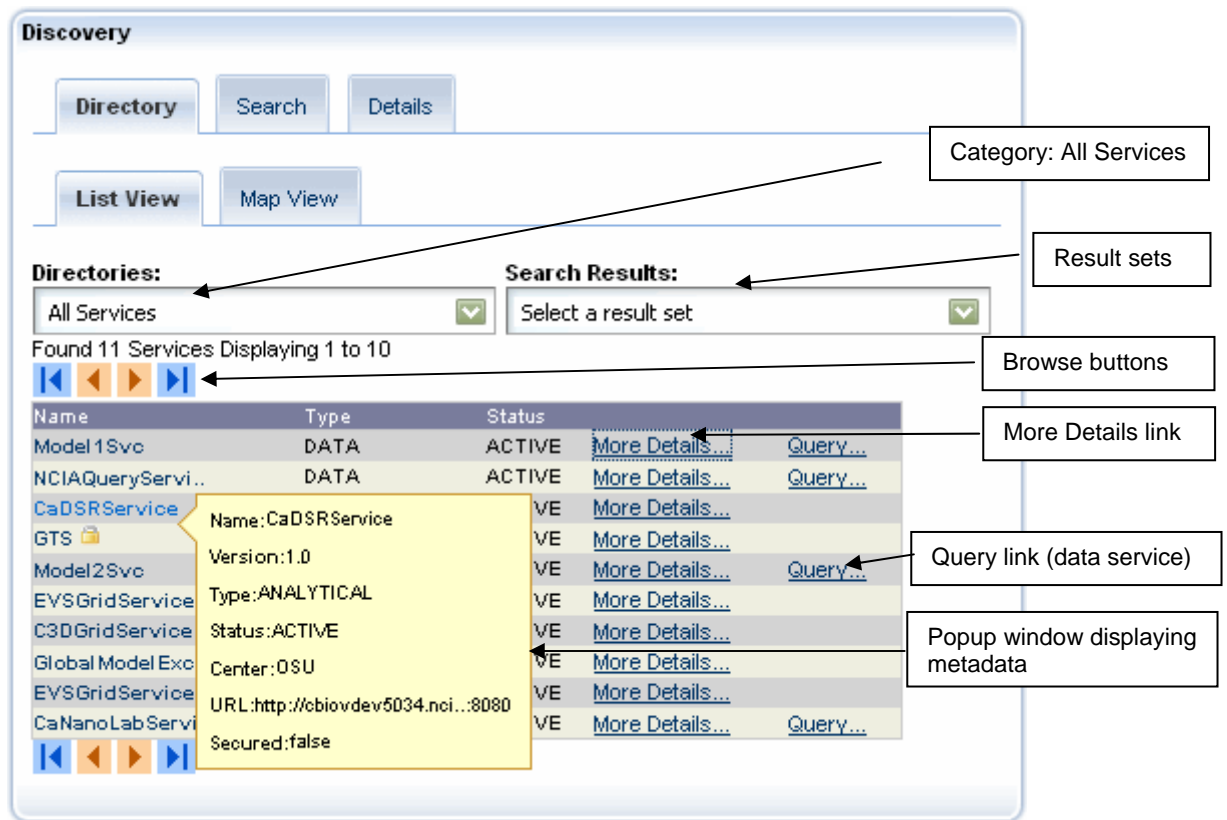 Discovery
Directory Search Details
Category: All Services
List View Map View
Result sets
Directories: Search Results:
All Services Select a result set
Found 11 Services Displaying 1 to 10
Browse buttons
Name Type Status
More Details link
Model1Svc DATA ACTIVE More Details... Query...
NCIAQueryServi.. DATA ACTIVE More Details... Query...
CaDSRService VE More Details...
GTS VE More Details...
Model2Svc VE More Details... Query...
Query link (data service)
EVSGridService VE More Details...
C3DGridService VE More Details...
Global Model Exc VE More Details...
EVSGridService VE More Details...
CaNanoLabServi VE More Details... Query...
Name:CaDSRService
Version:1.0
Type:ANALYTICAL
Status:ACTIVE
Center:OSU
URL:http://cbiovdev5034.nci..:8080
Secured:false
Popup window displaying
metadata